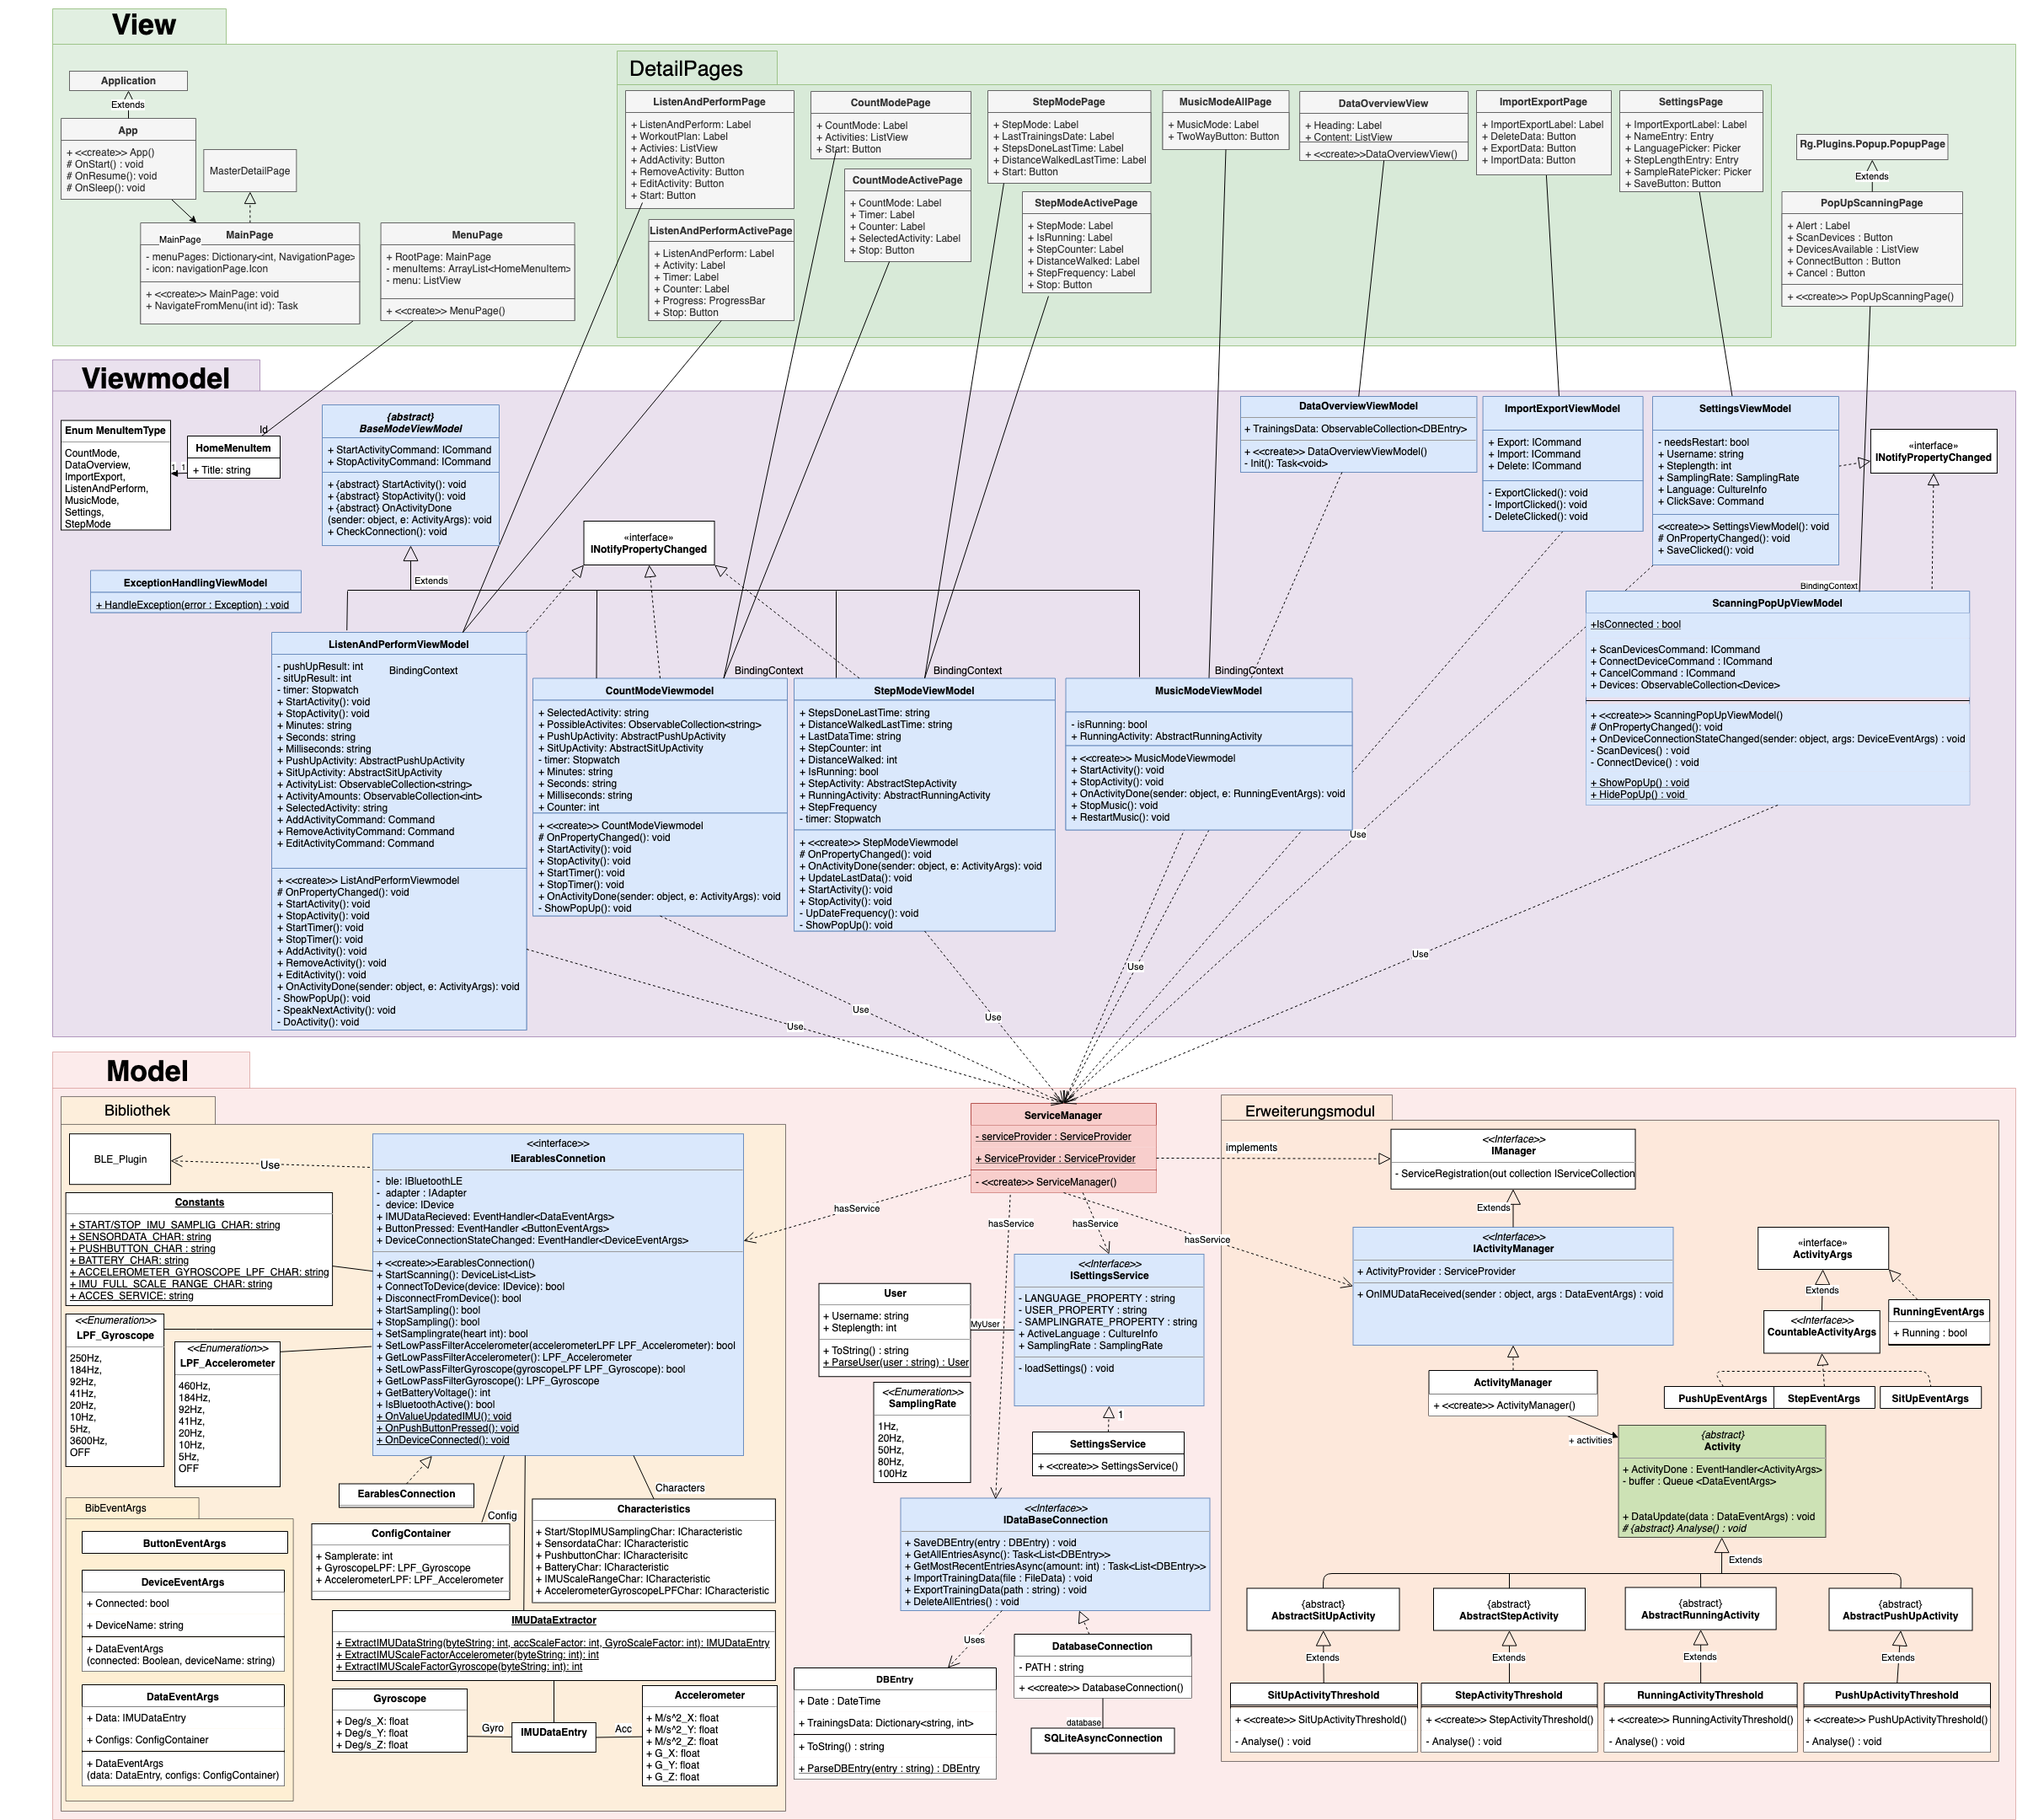 View
DetailPages
Application
Extends
App
+ <<create>> App()
# OnStart() : void
# OnResume(): void
# OnSleep(): void
MasterDetailPage
MainPage
MainPage
- menuPages: Dictionary<int, NavigationPage>
- icon: navigationPage.Icon
+ <<create>> MainPage: void
+ NavigateFromMenu(int id): Task
MenuPage
+ RootPage: MainPage
- menuItems: ArrayList<HomeMenuItem>
- menu: ListView
+ <<create>> MenuPage()
ListenAndPerformPage
+ ListenAndPerform: Label
+ WorkoutPlan: Label
+ Activies: ListView
+ AddActivity: Button
+ RemoveActivity: Button
+ EditActivity: Button
+ Start: Button
ListenAndPerformActivePage
+ ListenAndPerform: Label
+ Activity: Label
+ Timer: Label
+ Counter: Label
+ Progress: ProgressBar
+ Stop: Button
CountModePage
+ CountMode: Label
+ Activities: ListView
+ Start: Button
CountModeActivePage
+ CountMode: Label
+ Timer: Label
+ Counter: Label
+ SelectedActivity: Label
+ Stop: Button
StepModePage
+ StepMode: Label
+ LastTrainingsDate: Label
+ StepsDoneLastTime: Label
+ DistanceWalkedLastTime: Label
+ Start: Button
StepModeActivePage
+ StepMode: Label
+ IsRunning: Label
+ StepCounter: Label
+ DistanceWalked: Label
+ StepFrequency: Label
+ Stop: Button
MusicModeAllPage
+ MusicMode: Label
+ TwoWayButton: Button
DataOverviewView
+ Heading: Label
+ Content: ListView
+ <<create>>DataOverviewView()
ImportExportPage
+ ImportExportLabel: Label
+ DeleteData: Button
+ ExportData: Button
+ ImportData: Button
SettingsPage
+ ImportExportLabel: Label
+ NameEntry: Entry
+ LanguagePicker: Picker
+ StepLengthEntry: Entry
+ SampleRatePicker: Picker
+ SaveButton: Button
Rg.Plugins.Popup.PopupPage
Extends
PopUpScanningPage
+ Alert : Label
+ ScanDevices : Button
+ DevicesAvailable : ListView
+ ConnectButton : Button
+ Cancel : Button
+ <<create>> PopUpScanningPage()
Viewmodel
Enum MenuItemType
CountMode,
DataOverview,
ImportExport,
ListenAndPerform,
MusicMode,
Settings,
StepMode
1 1
Id
HomeMenuItem
+ Title: string
{abstract}
BaseModeViewModel
+ StartActivityCommand: ICommand
+ StopActivityCommand: ICommand
+ {abstract} StartActivity(): void
+ {abstract} StopActivity(): void
+ {abstract} OnActivityDone
(sender: object, e: ActivityArgs): void
+ CheckConnection(): void
Extends
ExceptionHandlingViewModel
+ HandleException(error : Exception) : void
«interface»
INotifyPropertyChanged
DataOverviewViewModel
+ TrainingsData: ObservableCollection<DBEntry>
+ <<create>> DataOverviewViewModel()
- Init(): Task<void>
ImportExportViewModel
+ Export: ICommand
+ Import: ICommand
+ Delete: ICommand
- ExportClicked(): void
- ImportClicked(): void
- DeleteClicked(): void
SettingsViewModel
- needsRestart: bool
+ Username: string
+ Steplength: int
+ SamplingRate: SamplingRate
+ Language: CultureInfo
+ ClickSave: Command
<<create>> SettingsViewModel(): void
# OnPropertyChanged(): void
+ SaveClicked(): void
«interface»
INotifyPropertyChanged
BindingContext
ScanningPopUpViewModel
+IsConnected : bool
+ ScanDevicesCommand: ICommand
+ ConnectDeviceCommand : ICommand
+ CancelCommand : ICommand
+ Devices: ObservableCollection<Device>
+ <<create>> ScanningPopUpViewModel()
# OnPropertyChanged(): void
+ OnDeviceConnectionStateChanged(sender: object, args: DeviceEventArgs) : void
- ScanDevices() : void
- ConnectDevice() : void
+ ShowPopUp() : void
+ HidePopUp() : void
ListenAndPerformViewModel
BindingContext
- pushUpResult: int
- sitUpResult: int
- timer: Stopwatch
+ StartActivity(): void
+ StopActivity(): void
+ Minutes: string
+ Seconds: string
+ Milliseconds: string
+ PushUpActivity: AbstractPushUpActivity
+ SitUpActivity: AbstractSitUpActivity
+ ActivityList: ObservableCollection<string>
+ ActivityAmounts: ObservableCollection<int>
+ SelectedActivity: string
+ AddActivityCommand: Command
+ RemoveActivityCommand: Command
+ EditActivityCommand: Command
+ <<create>> ListAndPerformViewmodel
# OnPropertyChanged(): void
+ StartActivity(): void
+ StopActivity(): void
+ StartTimer(): void
+ StopTimer(): void
+ AddActivity(): void
+ RemoveActivity(): void
+ EditActivity(): void
+ OnActivityDone(sender: object, e: ActivityArgs): void
- ShowPopUp(): void
- SpeakNextActivity(): void
- DoActivity(): void
BindingContext
CountModeViewmodel
+ SelectedActivity: string
+ PossibleActivites: ObservableCollection<string>
+ PushUpActivity: AbstractPushUpActivity
+ SitUpActivity: AbstractSitUpActivity
- timer: Stopwatch
+ Minutes: string
+ Seconds: string
+ Milliseconds: string
+ Counter: int
+ <<create>> CountModeViewmodel
# OnPropertyChanged(): void
+ StartActivity(): void
+ StopActivity(): void
+ StartTimer(): void
+ StopTimer(): void
+ OnActivityDone(sender: object, e: ActivityArgs): void
- ShowPopUp(): void
BindingContext
StepModeViewModel
+ StepsDoneLastTime: string
+ DistanceWalkedLastTime: string
+ LastDataTime: string
+ StepCounter: int
+ DistanceWalked: int
+ IsRunning: bool
+ StepActivity: AbstractStepActivity
+ RunningActivity: AbstractRunningActivity
+ StepFrequency
- timer: Stopwatch
+ <<create>> StepModeViewmodel
# OnPropertyChanged(): void
+ OnActivityDone(sender: object, e: ActivityArgs): void
+ UpdateLastData(): void
+ StartActivity(): void
+ StopActivity(): void
- UpDateFrequency(): void
- ShowPopUp(): void
BindingContext
MusicModeViewModel
- isRunning: bool
+ RunningActivity: AbstractRunningActivity
+ <<create>> MusicModeViewmodel
+ StartActivity(): void
+ StopActivity(): void
+ OnActivityDone(sender: object, e: RunningEventArgs): void
+ StopMusic(): void
+ RestartMusic(): void
Use
Use
Use
Use
Use
Use
Model
Bibliothek
BLE_Plugin
Use
Constants
+ START/STOP_IMU_SAMPLIG_CHAR: string
+ SENSORDATA_CHAR: string
+ PUSHBUTTON_CHAR : string
+ BATTERY_CHAR: string
+ ACCELEROMETER_GYROSCOPE_LPF_CHAR: string
+ IMU_FULL_SCALE_RANGE_CHAR: string
+ ACCES_SERVICE: string
<<Enumeration>>
LPF_Gyroscope
250Hz,
184Hz,
92Hz,
41Hz,
20Hz,
10Hz,
5Hz,
3600Hz,
OFF
<<Enumeration>>
LPF_Accelerometer
460Hz,
184Hz,
92Hz,
41Hz,
20Hz,
10Hz,
5Hz,
OFF
<<interface>>
IEarablesConnetion
- ble: IBluetoothLE
- adapter : IAdapter
- device: IDevice
+ IMUDataRecieved: EventHandler<DataEventArgs>
+ ButtonPressed: EventHandler <ButtonEventArgs>
+ DeviceConnectionStateChanged: EventHandler<DeviceEventArgs>
+ <<create>>EarablesConnection()
+ StartScanning(): DeviceList<List>
+ ConnectToDevice(device: IDevice): bool
+ DisconnectFromDevice(): bool
+ StartSampling(): bool
+ StopSampling(): bool
+ SetSamplingrate(heart int): bool
+ SetLowPassFilterAccelerometer(accelerometerLPF LPF_Accelerometer): bool
+ GetLowPassFilterAccelerometer(): LPF_Accelerometer
+ SetLowPassFilterGyroscope(gyroscopeLPF LPF_Gyroscope): bool
+ GetLowPassFilterGyroscope(): LPF_Gyroscope
+ GetBatteryVoltage(): int
+ IsBluetoothActive(): bool
+ OnValueUpdatedIMU(): void
+ OnPushButtonPressed(): void
+ OnDeviceConnected(): void
EarablesConnection
Config
Characters
ConfigContainer
+ Samplerate: int
+ GyroscopeLPF: LPF_Gyroscope
+ AccelerometerLPF: LPF_Accelerometer
Characteristics
+ Start/StopIMUSamplingChar: ICharacteristic
+ SensordataChar: ICharacteristic
+ PushbuttonChar: ICharacterisitc
+ BatteryChar: ICharacteristic
+ IMUScaleRangeChar: ICharacteristic
+ AccelerometerGyroscopeLPFChar: ICharacteristic
BibEventArgs
ButtonEventArgs
DeviceEventArgs
+ Connected: bool
+ DeviceName: string
+ DataEventArgs
(connected: Boolean, deviceName: string)
DataEventArgs
+ Data: IMUDataEntry
+ Configs: ConfigContainer
+ DataEventArgs
(data: DataEntry, configs: ConfigContainer)
IMUDataExtractor
+ ExtractIMUDataString(byteString: int, accScaleFactor: int, GyroScaleFactor: int): IMUDataEntry
+ ExtractIMUScaleFactorAccelerometer(byteString: int): int
+ ExtractIMUScaleFactorGyroscope(byteString: int): int
Gyroscope
+ Deg/s_X: float
+ Deg/s_Y: float
+ Deg/s_Z: float
Gyro
IMUDataEntry
Acc
Accelerometer
+ M/s^2_X: float
+ M/s^2_Y: float
+ M/s^2_Z: float
+ G_X: float
+ G_Y: float
+ G_Z: float
ServiceManager
- serviceProvider : ServiceProvider
+ ServiceProvider : ServiceProvider
- <<create>> ServiceManager()
hasService
hasService
hasService
hasService
implements
User
+ Username: string
+ Steplength: int
+ ToString() : string
+ ParseUser(user : string) : User
MyUser
<<Enumeration>>
SamplingRate
1Hz,
20Hz,
50Hz,
80Hz,
100Hz
<<Interface>>
ISettingsService
- LANGUAGE_PROPERTY : string
- USER_PROPERTY : string
- SAMPLINGRATE_PROPERTY : string
+ ActiveLanguage : CultureInfo
+ SamplingRate : SamplingRate
- loadSettings() : void
1
SettingsService
+ <<create>> SettingsService()
<<Interface>>
IDataBaseConnection
+ SaveDBEntry(entry : DBEntry) : void
+ GetAllEntriesAsync(): Task<List<DBEntry>>
+ GetMostRecentEntriesAsync(amount: int) : Task<List<DBEntry>>
+ ImportTrainingData(file : FileData) : void
+ ExportTrainingData(path : string) : void
+ DeleteAllEntries() : void
Uses
DBEntry
+ Date : DateTime
+ TrainingsData: Dictionary<string, int>
+ ToString() : string
+ ParseDBEntry(entry : string) : DBEntry
DatabaseConnection
- PATH : string
+ <<create>> DatabaseConnection()
database
SQLiteAsyncConnection
Erweiterungsmodul
<<Interface>>
IManager
- ServiceRegistration(out collection IServiceCollection
Extends
<<Interface>>
IActivityManager
+ ActivityProvider : ServiceProvider
+ OnIMUDataReceived(sender : object, args : DataEventArgs) : void
ActivityManager
+ <<create>> ActivityManager()
+ activities
«interface»
ActivityArgs
Extends
<<Interface>>
CountableActivityArgs
RunningEventArgs
+ Running : bool
PushUpEventArgs
StepEventArgs
SitUpEventArgs
{abstract}
Activity
+ ActivityDone : EventHandler<ActivityArgs>
- buffer : Queue <DataEventArgs>
+ DataUpdate(data : DataEventArgs) : void
# {abstract} Analyse() : void
Extends
{abstract}
AbstractSitUpActivity
{abstract}
AbstractStepActivity
{abstract}
AbstractRunningActivity
{abstract}
AbstractPushUpActivity
Extends
Extends
Extends
Extends
SitUpActivityThreshold
+ <<create>> SitUpActivityThreshold()
- Analyse() : void
StepActivityThreshold
+ <<create>> StepActivityThreshold()
- Analyse() : void
RunningActivityThreshold
+ <<create>> RunningActivityThreshold()
- Analyse() : void
PushUpActivityThreshold
+ <<create>> PushUpActivityThreshold()
- Analyse() : void